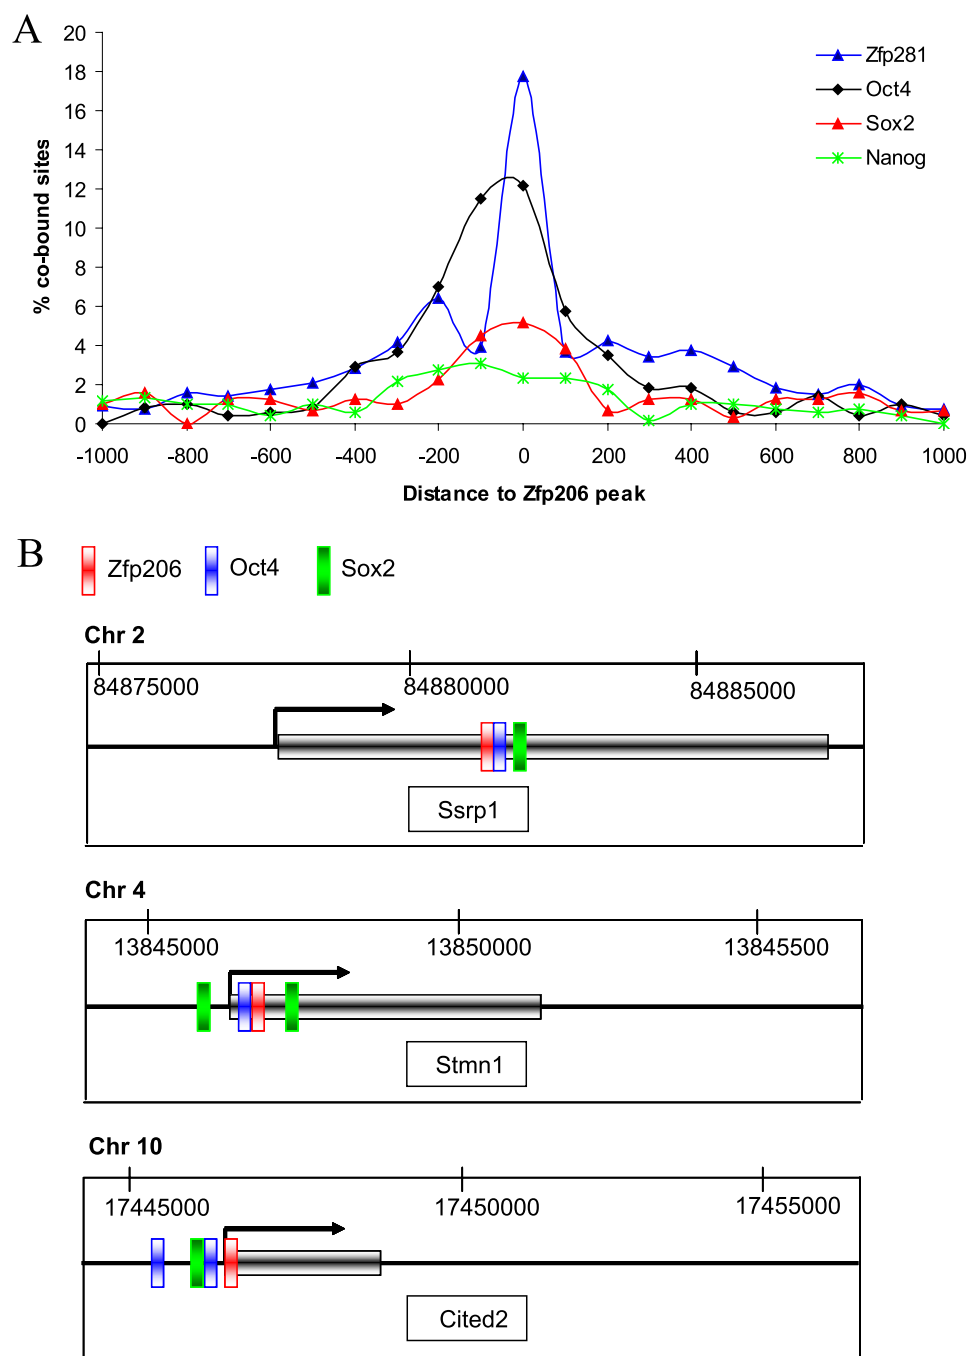 A
20
18
16
14
12
10
8
6
4
2
0
% co-bound sites
Zfp281
Oct4
Sox2
Nanog
-1000 -800 -600 -400 -200 0 200 400 600 800 1000
Distance to Zfp206 peak
B
Zfp206 Oct4 Sox2
Chr 2
84875000 84880000 84885000
Ssrp1
Chr 4
13845000 13850000 13845500
Stmn1
Chr 10
17445000 17450000 17455000
Cited2